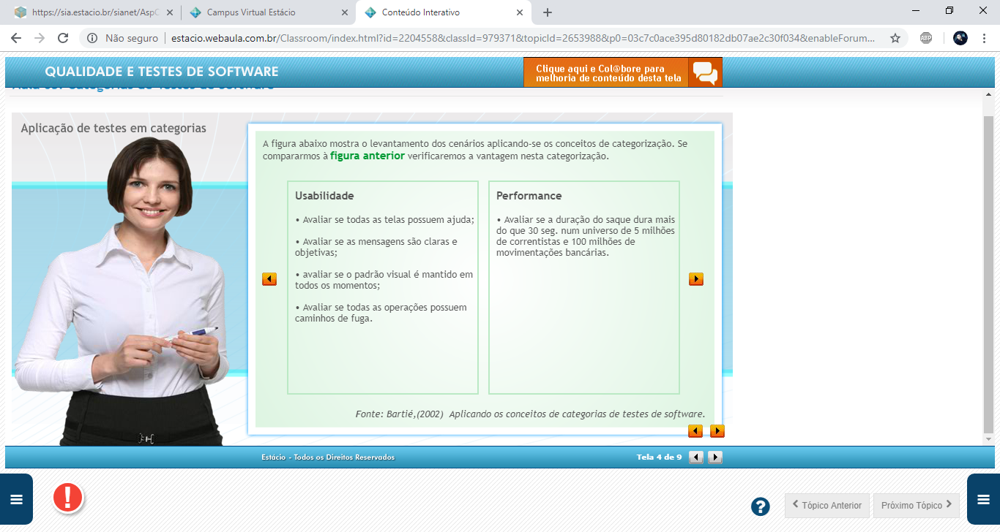 https://sia.estacio.br/sianet/AspC
Campus Virtual Estácio
Conteúdo Interativo
Não seguro
estacio.webaula.com.br/Classroom/index.html?id=2204558&classId=979371&topicId=2653988&p0=03c7c0ace395d80182db07ae2c30f034&enableForum...
ABP
QUALIDADE E TESTES DE SOFTWARE
Clique aqui e Col@bore para
melhoria de conteúdo desta tela
Categorias de Testes de Software
Aplicação de testes em categorias
A figura abaixo mostra o levantamento dos cenários aplicando-se os conceitos de categorização. Se
compararmos à figura anterior verificaremos a vantagem nesta categorização.
Usabilidade
• Avaliar se todas as telas possuem ajuda;
• Avaliar se as mensagens são claras e
objetivas;
• avaliar se o padrão visual é mantido em
todos os momentos;
• Avaliar se todas as operações possuem
caminhos de fuga.
Performance
• Avaliar se a duração do saque dura mais
do que 30 seg. num universo de 5 milhões
de correntistas e 100 milhões de
movimentações bancárias.
Fonte: Bartié,(2002) Aplicando os conceitos de categorias de testes de software.
Estácio - Todos os Direitos Reservados
Tela 4 de 9
Tópico Anterior
Próximo Tópico